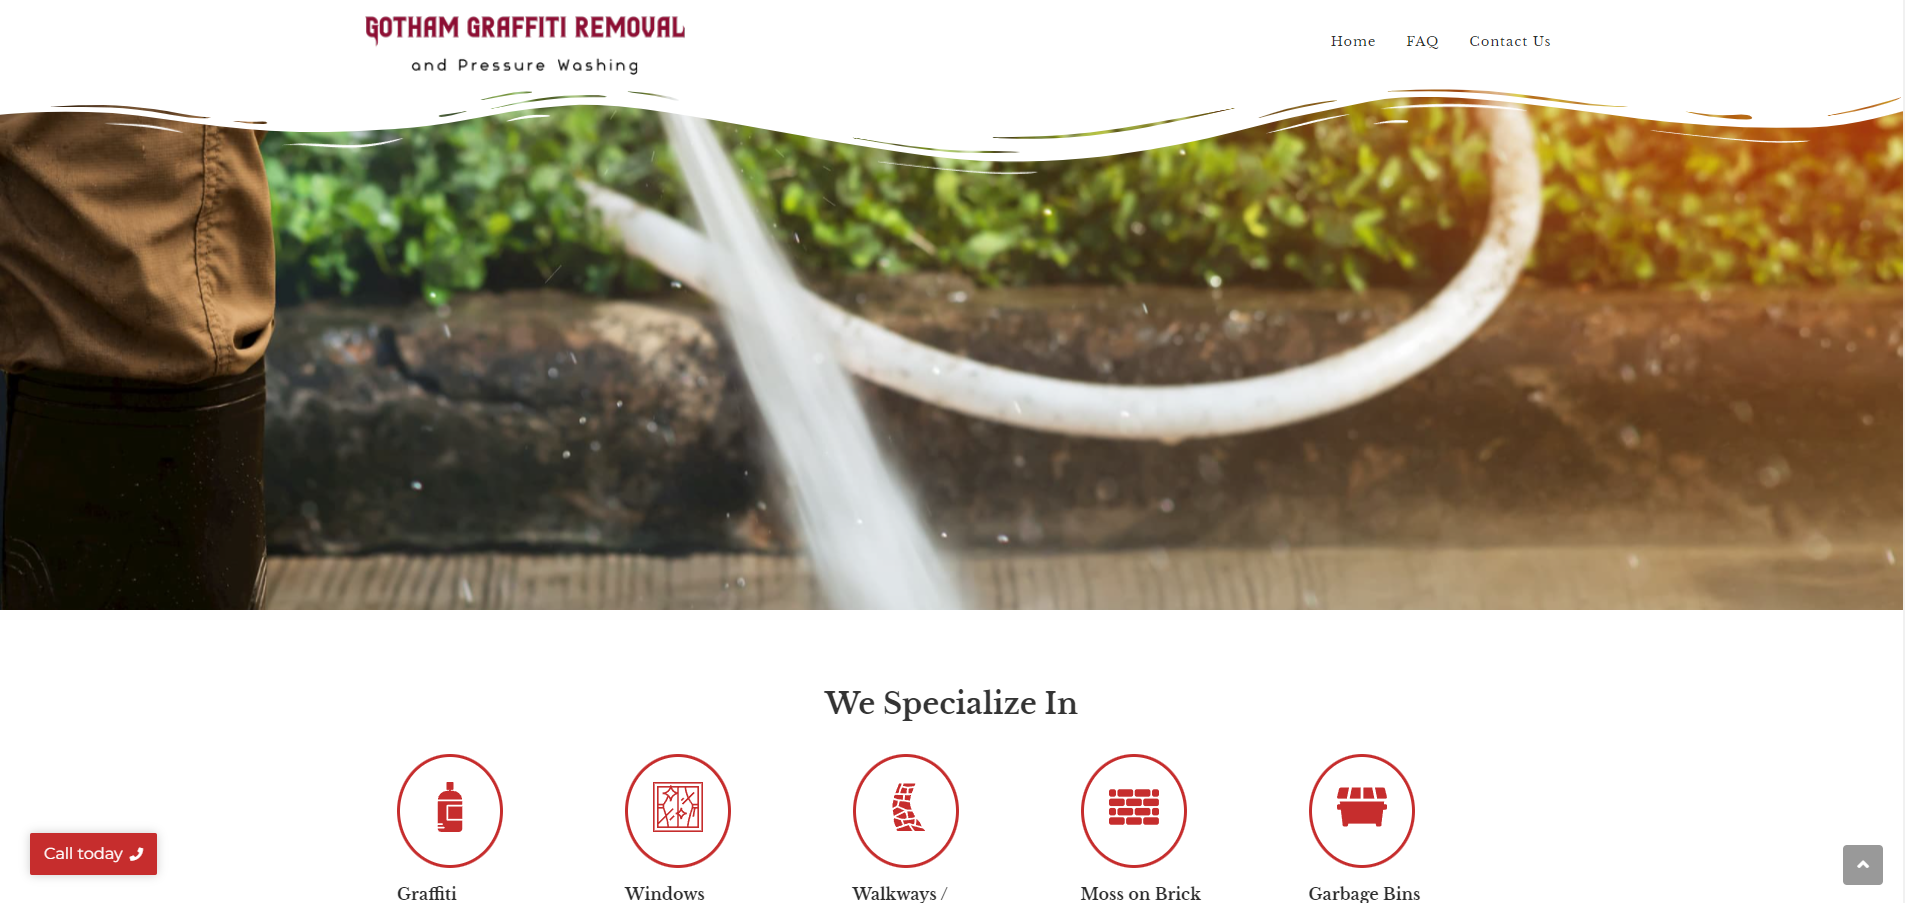 GOTHAM GRAFFITI REMOVAL
and Pressure Washing
Home FAQ Contact Us
We Specialize In
Graffiti Windows Walkways / Moss on Brick Garbage Bins
Call today